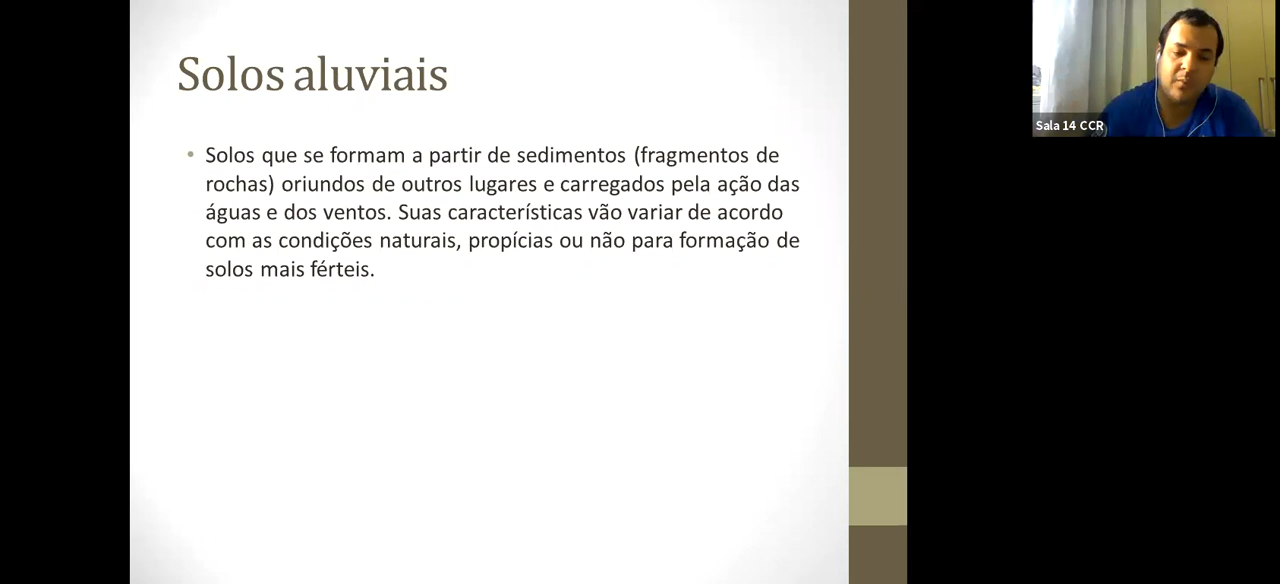 Solos aluviais
• Solos que se formam a partir de sedimentos (fragmentos de
rochas) oriundos de outros lugares e carregados pela ação das
águas e dos ventos. Suas características vão variar de acordo
com as condições naturais, propícias ou não para formação de
solos mais férteis.
Sala 14 CCR